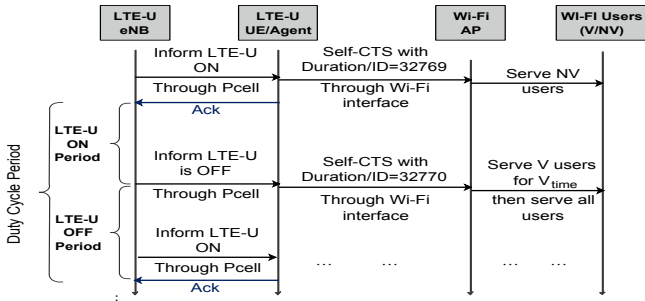 LTE-U
eNB
LTE-U
UE/Agent
Wi-Fi
AP
WI-FI Users
(V/NV)
Inform LTE-U
ON
Through Pcell
Ack
Self-CTS with
Duration/ID=32769
Through Wi-Fi
interface
Serve NV
users
Duty Cycle Period
LTE-U
ON
Period
Inform LTE-U
is OFF
Through Pcell
Self-CTS with
Duration/ID=32770
Through Wi-Fi
interface
Serve V users
for Vtime
then serve all
users
LTE-U
OFF
Period
Inform LTE-U
ON
Through Pcell
Ack
... ...
... ...
...